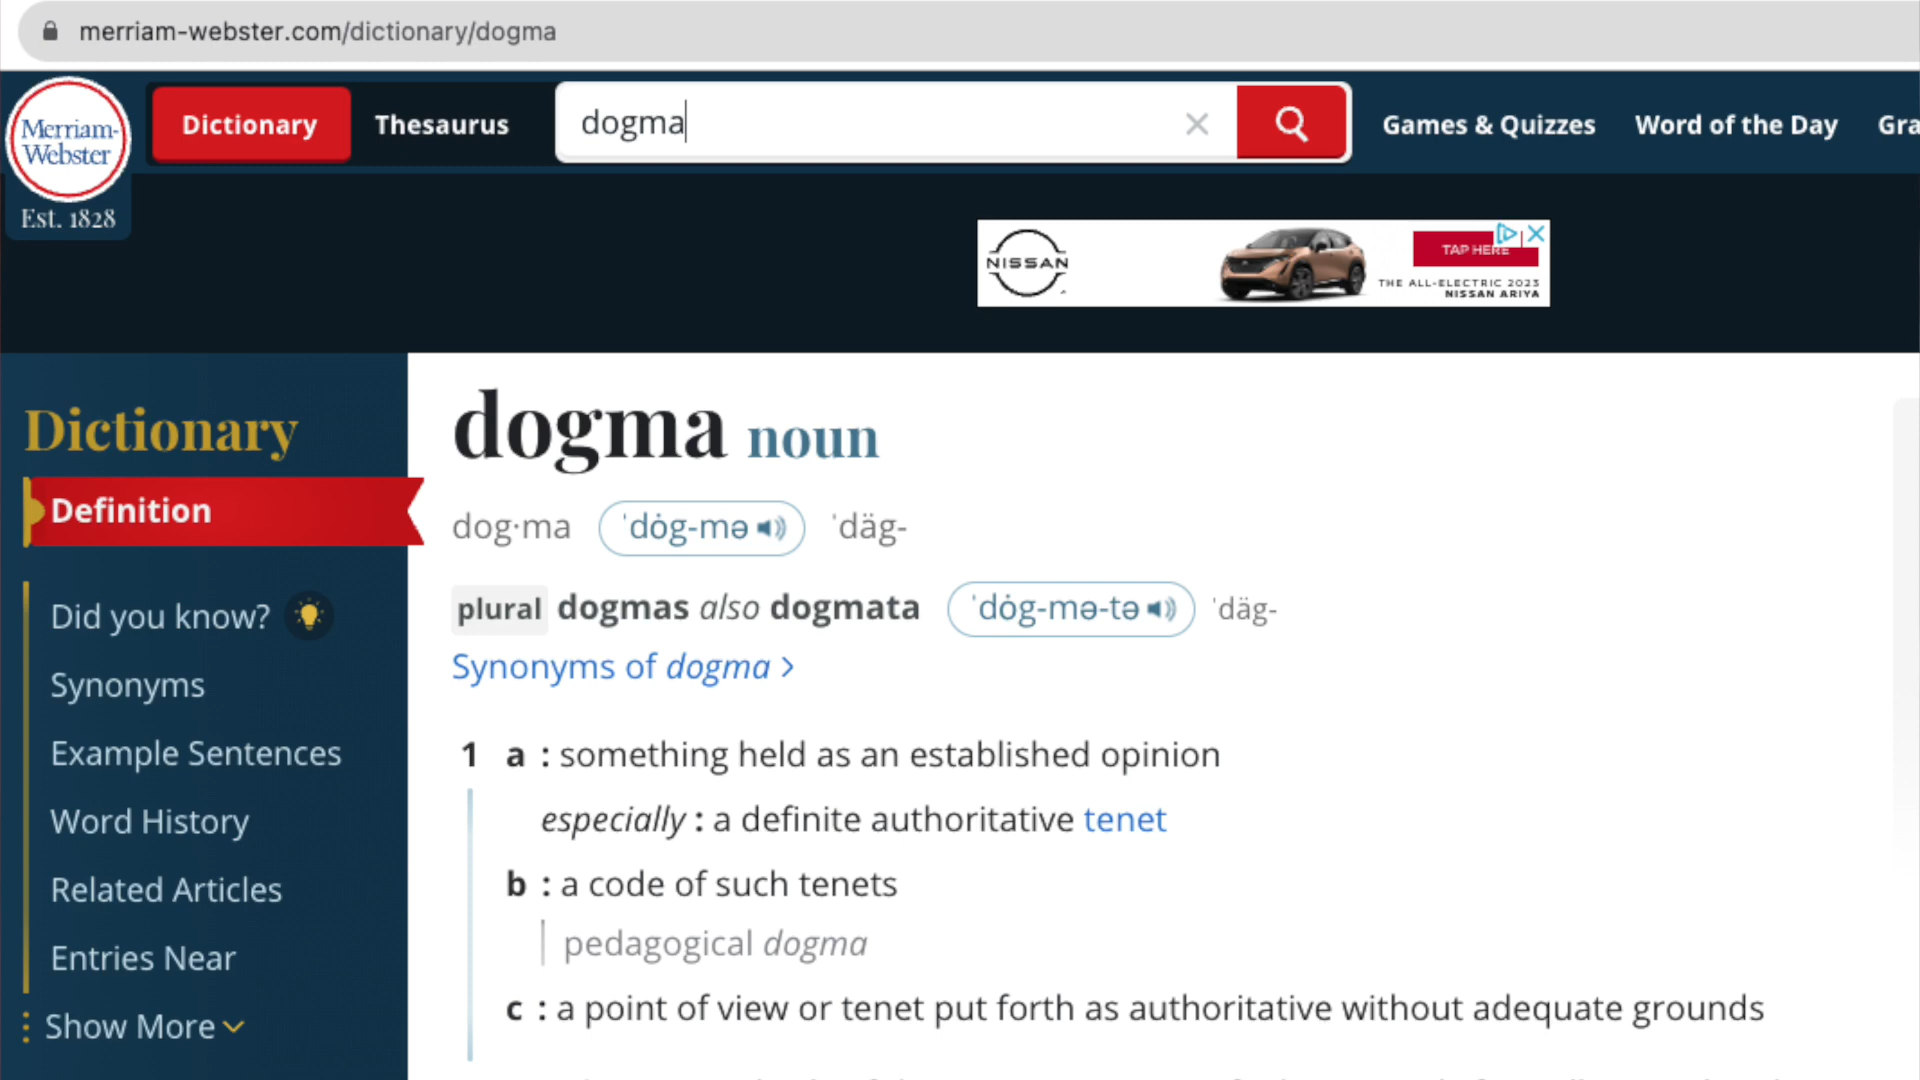 merriam-webster.com/dictionary/dogma
Merriam-
Webster
Est. 1828
Dictionary
Thesaurus
dogma
Games & Quizzes
Word of the Day
Gra
NISSAN
TAP HERE
THE ALL-ELECTRIC 2023
NISSAN ARIYA
Dictionary
Definition
Did you know?
Synonyms
Example Sentences
Word History
Related Articles
Entries Near
Show More
dogma noun
dog·ma ˈdȯg-mə ˈdäg-
plural dogmas also dogmata ˈdȯg-mə-tə ˈdäg-
Synonyms of dogma >
1 a : something held as an established opinion
especially : a definite authoritative tenet
b : a code of such tenets
pedagogical dogma
c : a point of view or tenet put forth as authoritative without adequate grounds